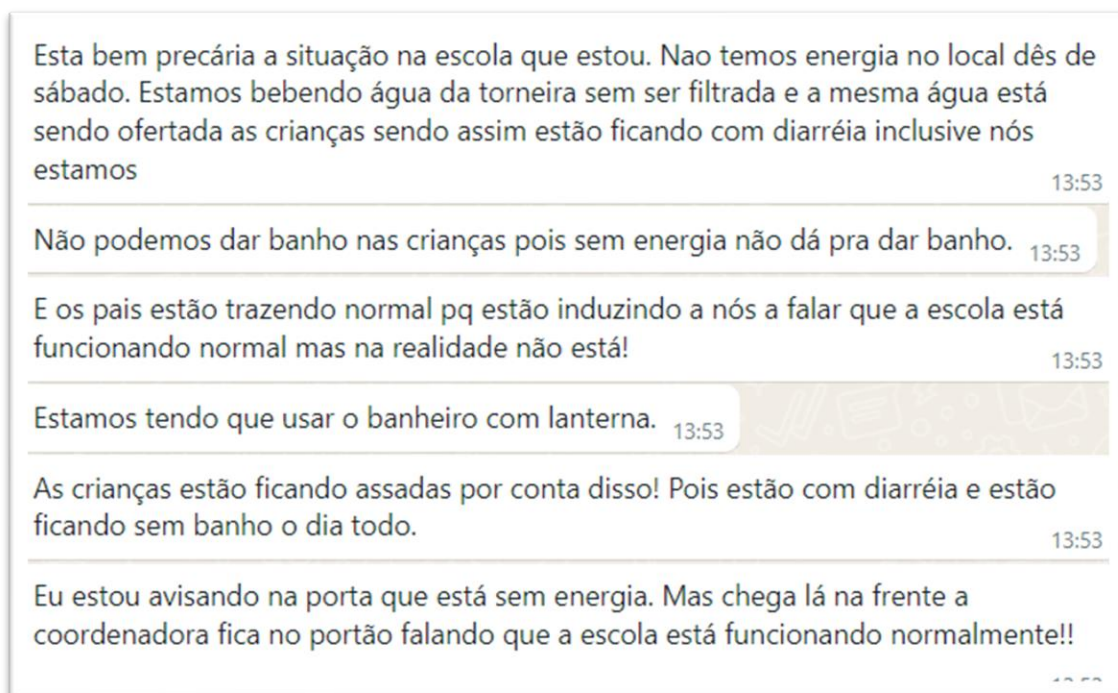 Esta bem precária a situação na escola que estou. Nao temos energia no local dês de
sábado. Estamos bebendo água da torneira sem ser filtrada e a mesma água está
sendo ofertada as crianças sendo assim estão ficando com diarréia inclusive nós
estamos
13:53
Não podemos dar banho nas crianças pois sem energia não dá pra dar banho. 13:53
E os pais estão trazendo normal pq estão induzindo a nós a falar que a escola está
funcionando normal mas na realidade não está!
13:53
Estamos tendo que usar o banheiro com lanterna. 13:53
As crianças estão ficando assadas por conta disso! Pois estão com diarréia e estão
ficando sem banho o dia todo.
13:53
Eu estou avisando na porta que está sem energia. Mas chega lá na frente a
coordenadora fica no portão falando que a escola está funcionando normalmente!!